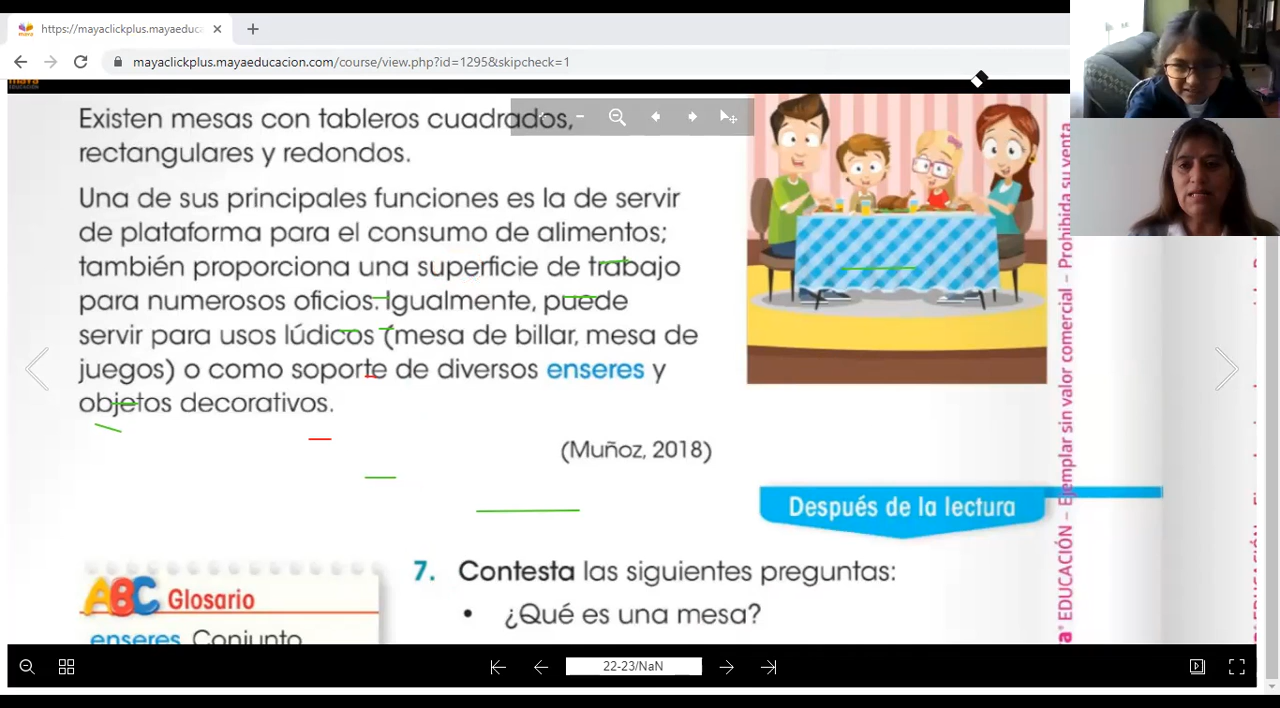 https://mayaclickplus.mayaeduca
mayaclickplus.mayaeducacion.com/course/view.php?id=1295&skipcheck=1
maya
EDUCACIÓN
Existen mesas con tableros cuadrados,
rectangulares y redondos.
Una de sus principales funciones es la de servir
de plataforma para el consumo de alimentos;
también proporciona una superficie de trabajo
para numerosos oficios. Igualmente, puede
servir para usos lúdicos (mesa de billar, mesa de
juegos) o como soporte de diversos enseres y
objetos decorativos.
(Muñoz, 2018)
Después de la lectura
7. Contesta las siguientes preguntas:
• ¿Qué es una mesa?
ABC Glosario
enseres. Conjunto
a® EDUCACIÓN – Ejemplar sin valor comercial – Prohibida su venta
22-23/NaN